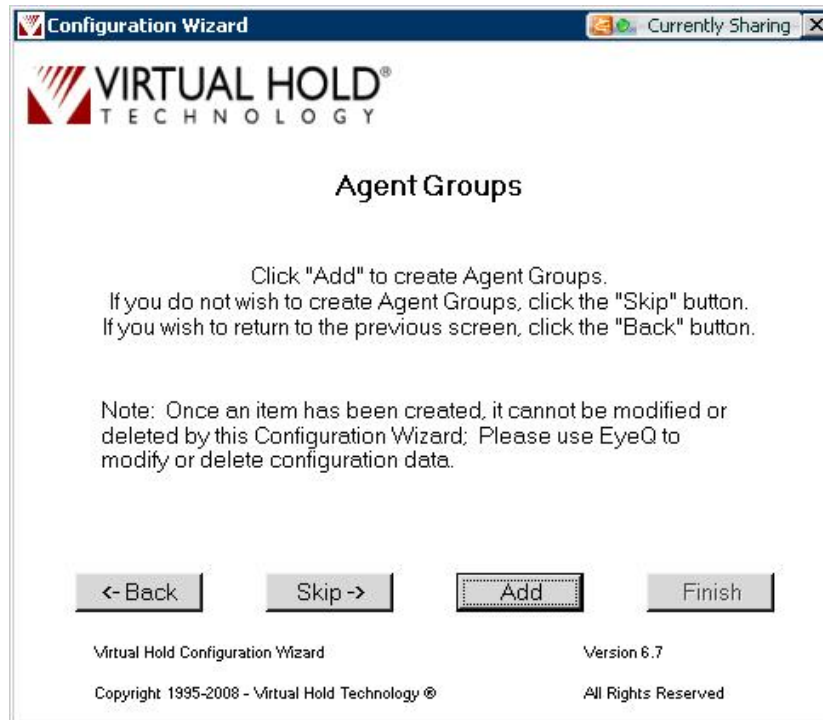 Configuration Wizard
Currently Sharing
VIRTUAL HOLD®
TECHNOLOGY
Agent Groups
Click "Add" to create Agent Groups.
If you do not wish to create Agent Groups, click the "Skip" button.
If you wish to return to the previous screen, click the "Back" button.
Note:  Once an item has been created, it cannot be modified or
deleted by this Configuration Wizard;  Please use EyeQ to
modify or delete configuration data.
<- Back
Skip ->
Add
Finish
Virtual Hold Configuration Wizard
Version 6.7
Copyright 1995-2008 - Virtual Hold Technology ®
All Rights Reserved